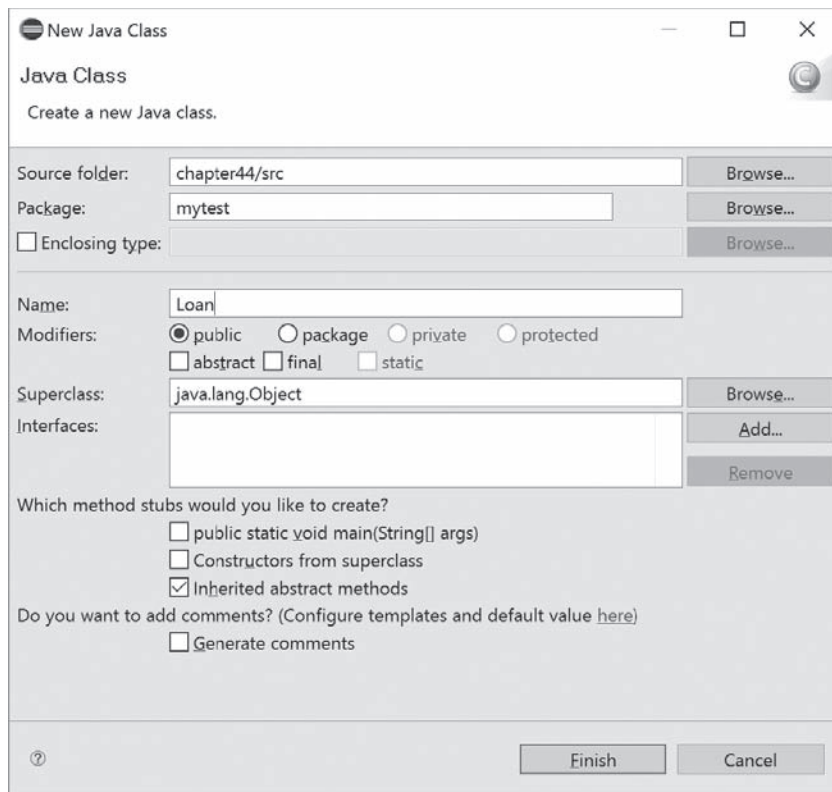 New Java Class
Java Class
Create a new Java class.
Source folder: chapter44/src Browse...
Package: mytest Browse...
Enclosing type: Browse...
Name: Loan
Modifiers: public package private protected
abstract final static
Superclass: java.lang.Object Browse...
Interfaces: Add...
Remove
Which method stubs would you like to create?
public static void main(String[] args)
Constructors from superclass
Inherited abstract methods
Do you want to add comments? (Configure templates and default value here)
Generate comments
? Finish Cancel